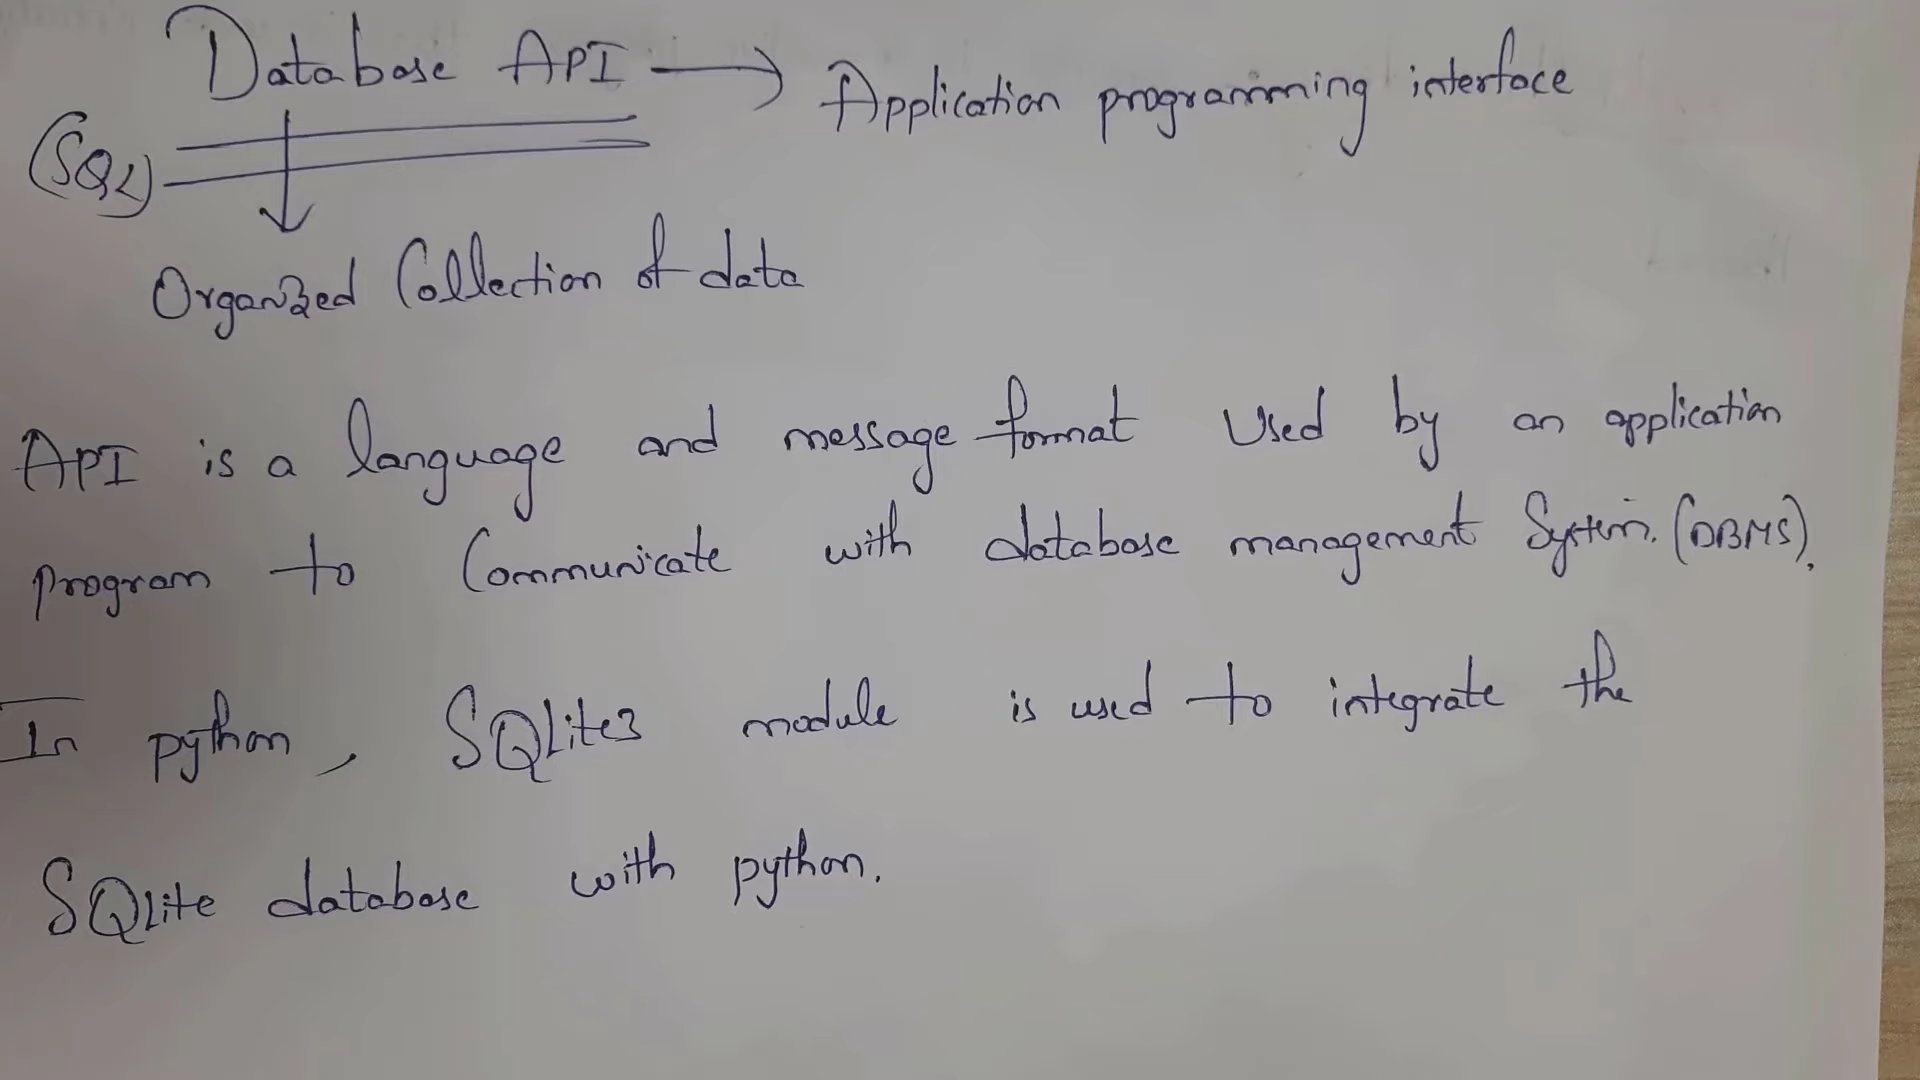 Database API → Application programming interface
(SQL)
Organized Collection of data
API is a language and message format Used by an application
program to Communicate with database management System. (DBMS).
In python, SQLite3 module is used to integrate the
SQLite database with python.